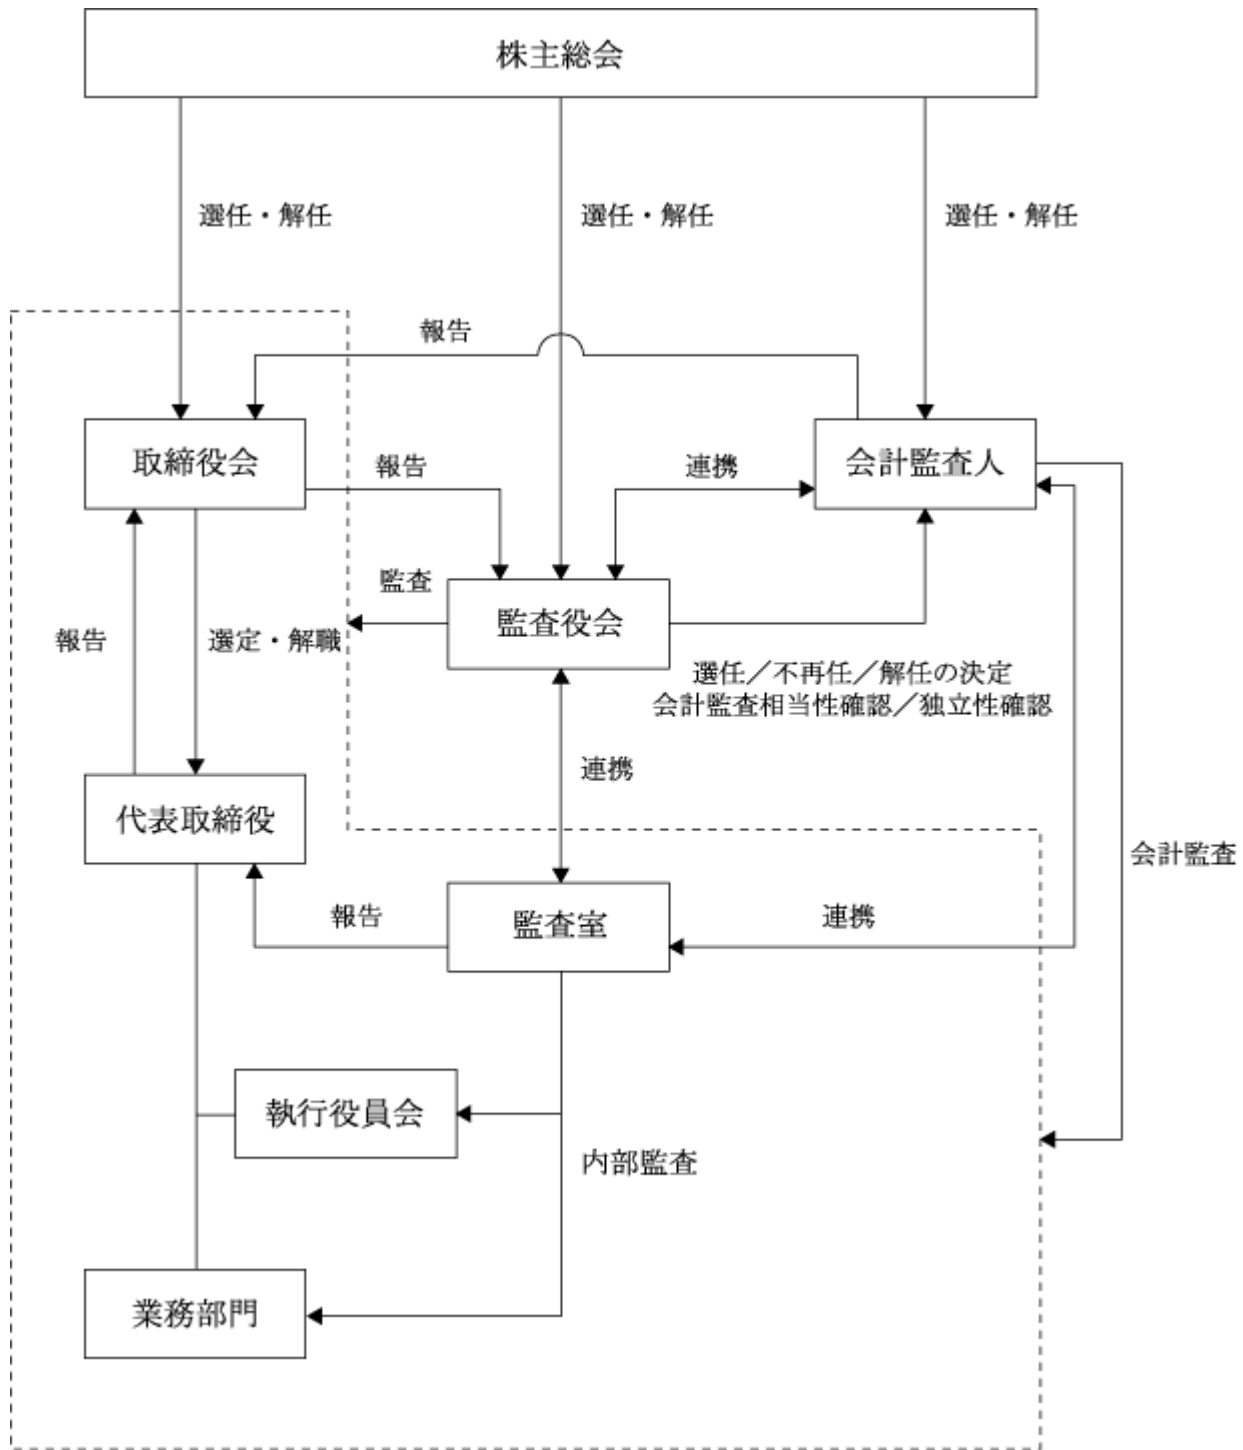 株主総会
選任・解任
選任・解任
選任・解任
報告
取締役会
報告
連携
会計監査人
監査
監査役会
報告
選定・解職
選任／不再任／解任の決定
会計監査相当性確認／独立性確認
連携
代表取締役
会計監査
報告
監査室
連携
執行役員会
内部監査
業務部門